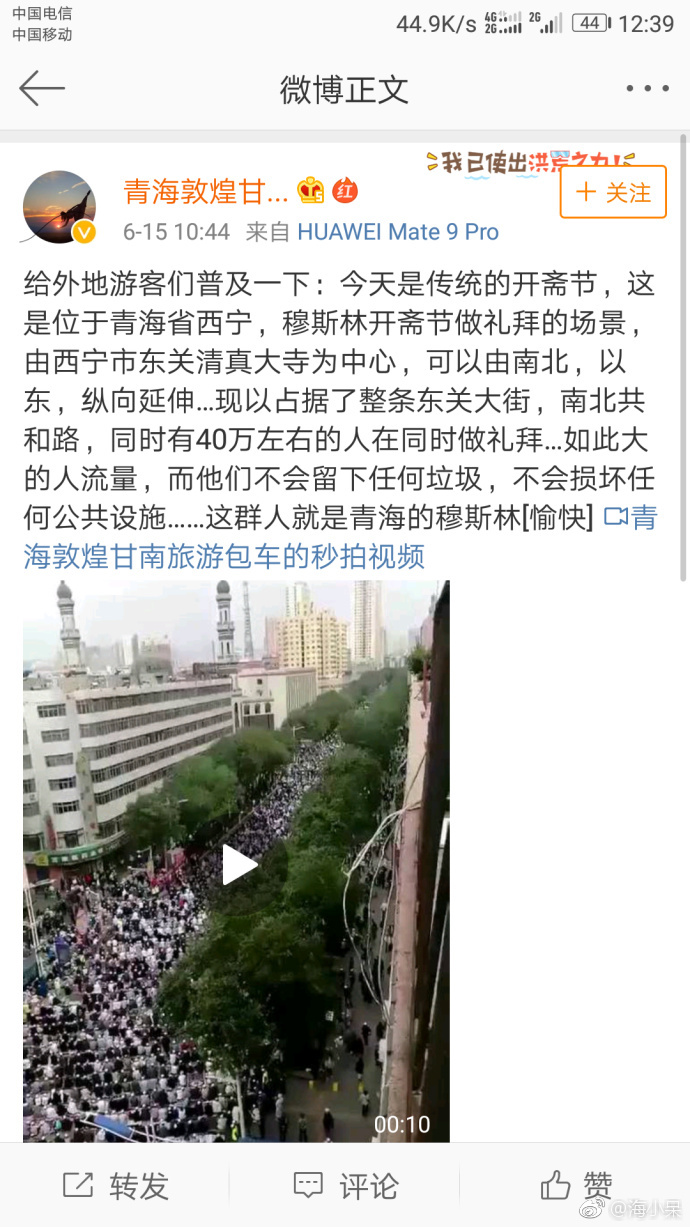 中国电信
中国移动
44.9K/s 4G 2G 2G 44 12:39
微博正文
我已使出洪荒之力!
青海敦煌甘... 红
+ 关注
6-15 10:44 来自 HUAWEI Mate 9 Pro
给外地游客们普及一下：今天是传统的开斋节，这
是位于青海省西宁，穆斯林开斋节做礼拜的场景，
由西宁市东关清真大寺为中心，可以由南北，以
东，纵向延伸...现以占据了整条东关大街，南北共
和路，同时有40万左右的人在同时做礼拜...如此大
的人流量，而他们不会留下任何垃圾，不会损坏任
何公共设施......这群人就是青海的穆斯林[愉快] 青
海敦煌甘南旅游包车的秒拍视频
00:10
转发 评论 赞
@海小杲